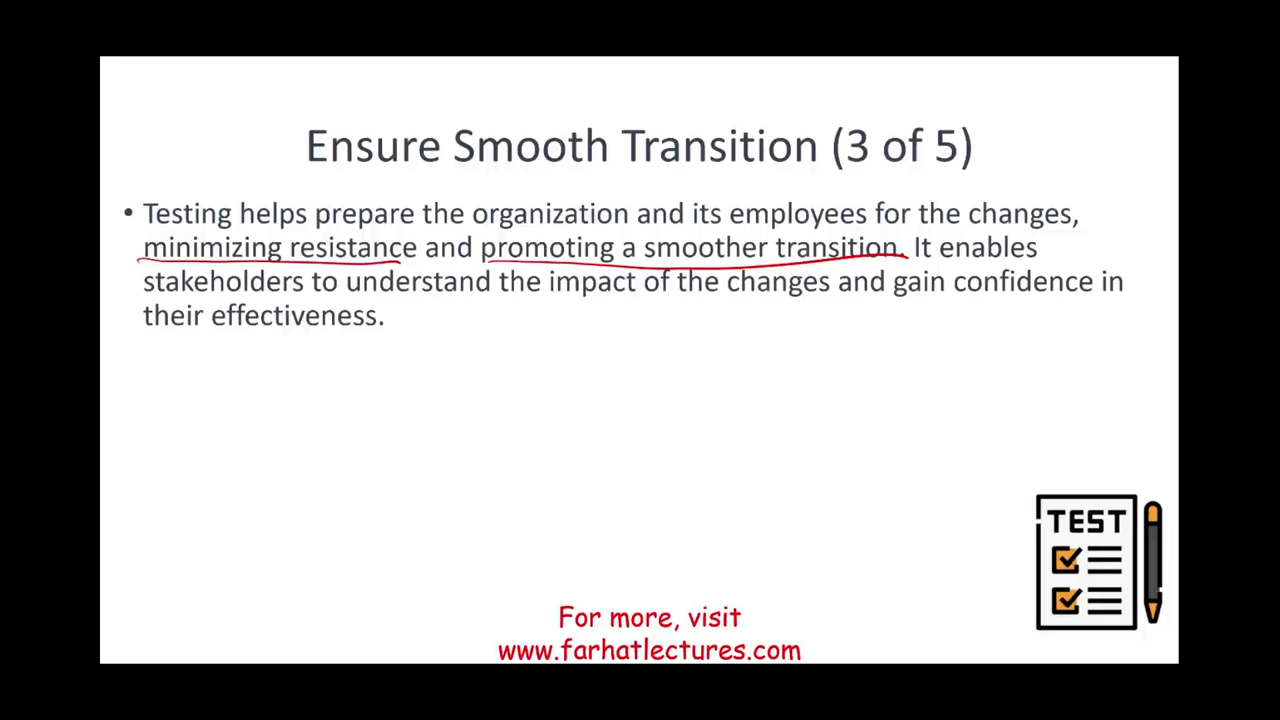 Ensure Smooth Transition (3 of 5)
• Testing helps prepare the organization and its employees for the changes,
minimizing resistance and promoting a smoother transition. It enables
stakeholders to understand the impact of the changes and gain confidence in
their effectiveness.
TEST
For more, visit
www.farhatlectures.com